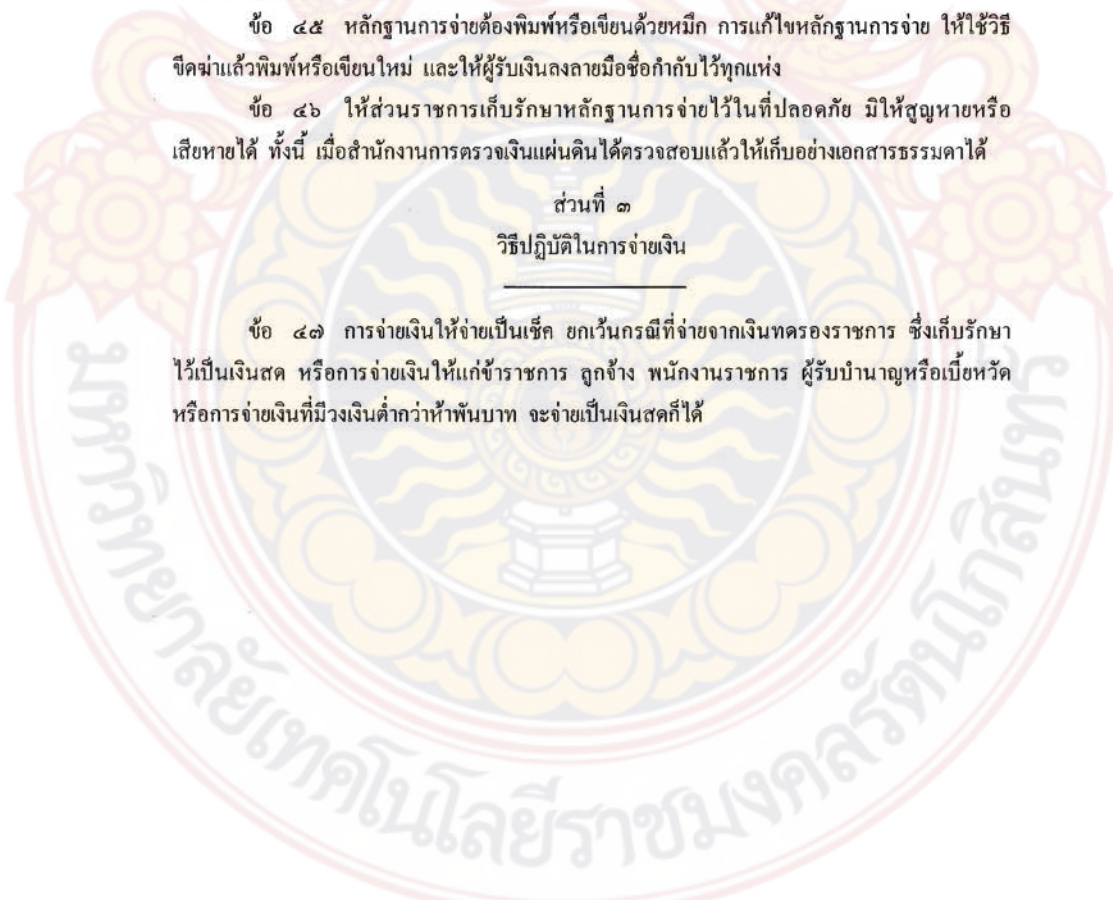 ข้อ ๔๕ หลักฐานการจ่ายต้องพิมพ์หรือเขียนด้วยหมึก การแก้ไขหลักฐานการจ่าย ให้ใช้วิธี
ขีดฆ่าแล้วพิมพ์หรือเขียนใหม่ และให้ผู้รับเงินลงลายมือชื่อกำกับไว้ทุกแห่ง
ข้อ ๔๖ ให้ส่วนราชการเก็บรักษาหลักฐานการจ่ายไว้ในที่ปลอดภัย มิให้สูญหายหรือ
เสียหายได้ ทั้งนี้ เมื่อสำนักงานการตรวจเงินแผ่นดินได้ตรวจสอบแล้วให้เก็บอย่างเอกสารธรรมดาได้
ส่วนที่ ๓
วิธีปฏิบัติในการจ่ายเงิน
ข้อ ๔๗ การจ่ายเงินให้จ่ายเป็นเช็ค ยกเว้นกรณีที่จ่ายจากเงินทดรองราชการ ซึ่งเก็บรักษา
ไว้เป็นเงินสด หรือการจ่ายเงินให้แก่ข้าราชการ ลูกจ้าง พนักงานราชการ ผู้รับบำนาญหรือเบี้ยหวัด
หรือการจ่ายเงินที่มีวงเงินต่ำกว่าห้าพันบาท จะจ่ายเป็นเงินสดก็ได้
มหาวิทยาลัยเทคโนโลยีราชมงคลรัตนโกสินทร์